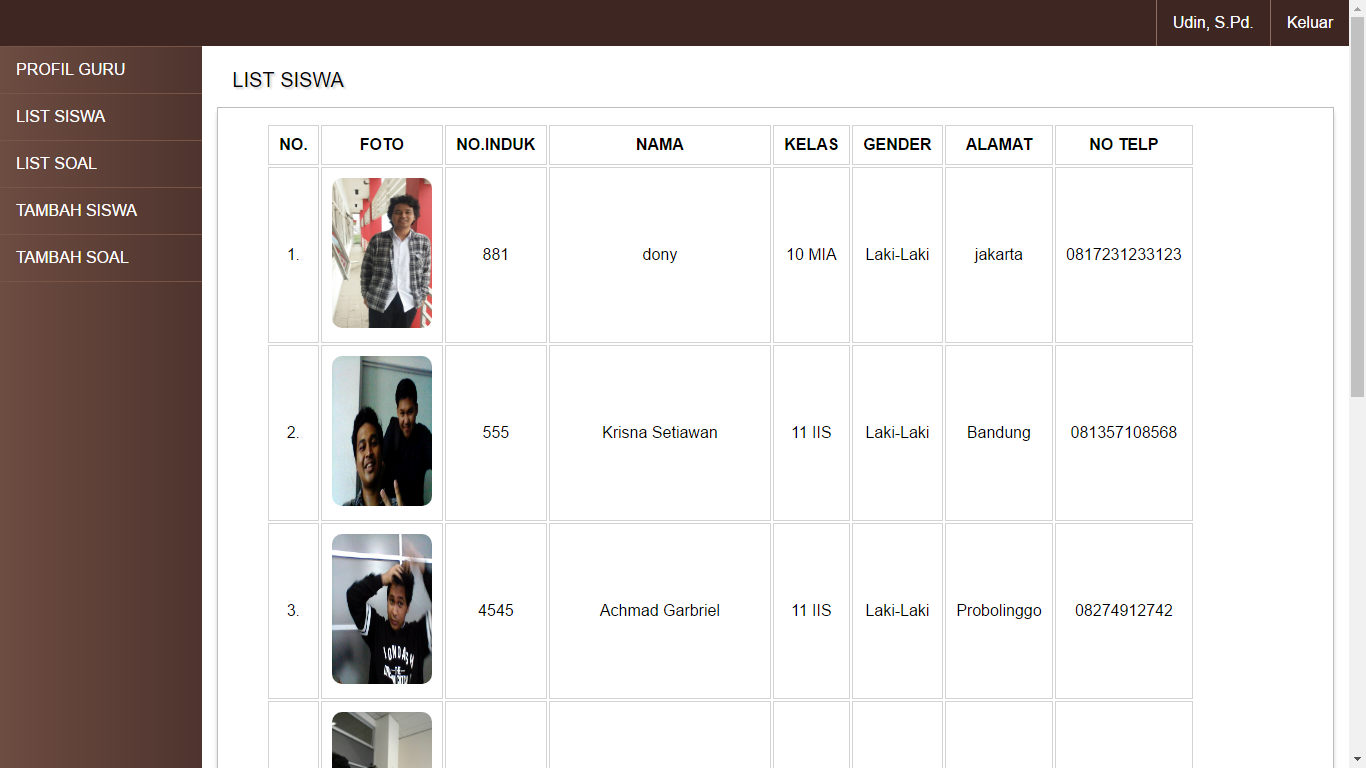 Udin, S.Pd. Keluar
PROFIL GURU
LIST SISWA
LIST SOAL
TAMBAH SISWA
TAMBAH SOAL
LIST SISWA
NO. FOTO NO.INDUK NAMA KELAS GENDER ALAMAT NO TELP
1. 881 dony 10 MIA Laki-Laki jakarta 0817231233123
2. 555 Krisna Setiawan 11 IIS Laki-Laki Bandung 081357108568
3. 4545 Achmad Garbriel 11 IIS Laki-Laki Probolinggo 08274912742